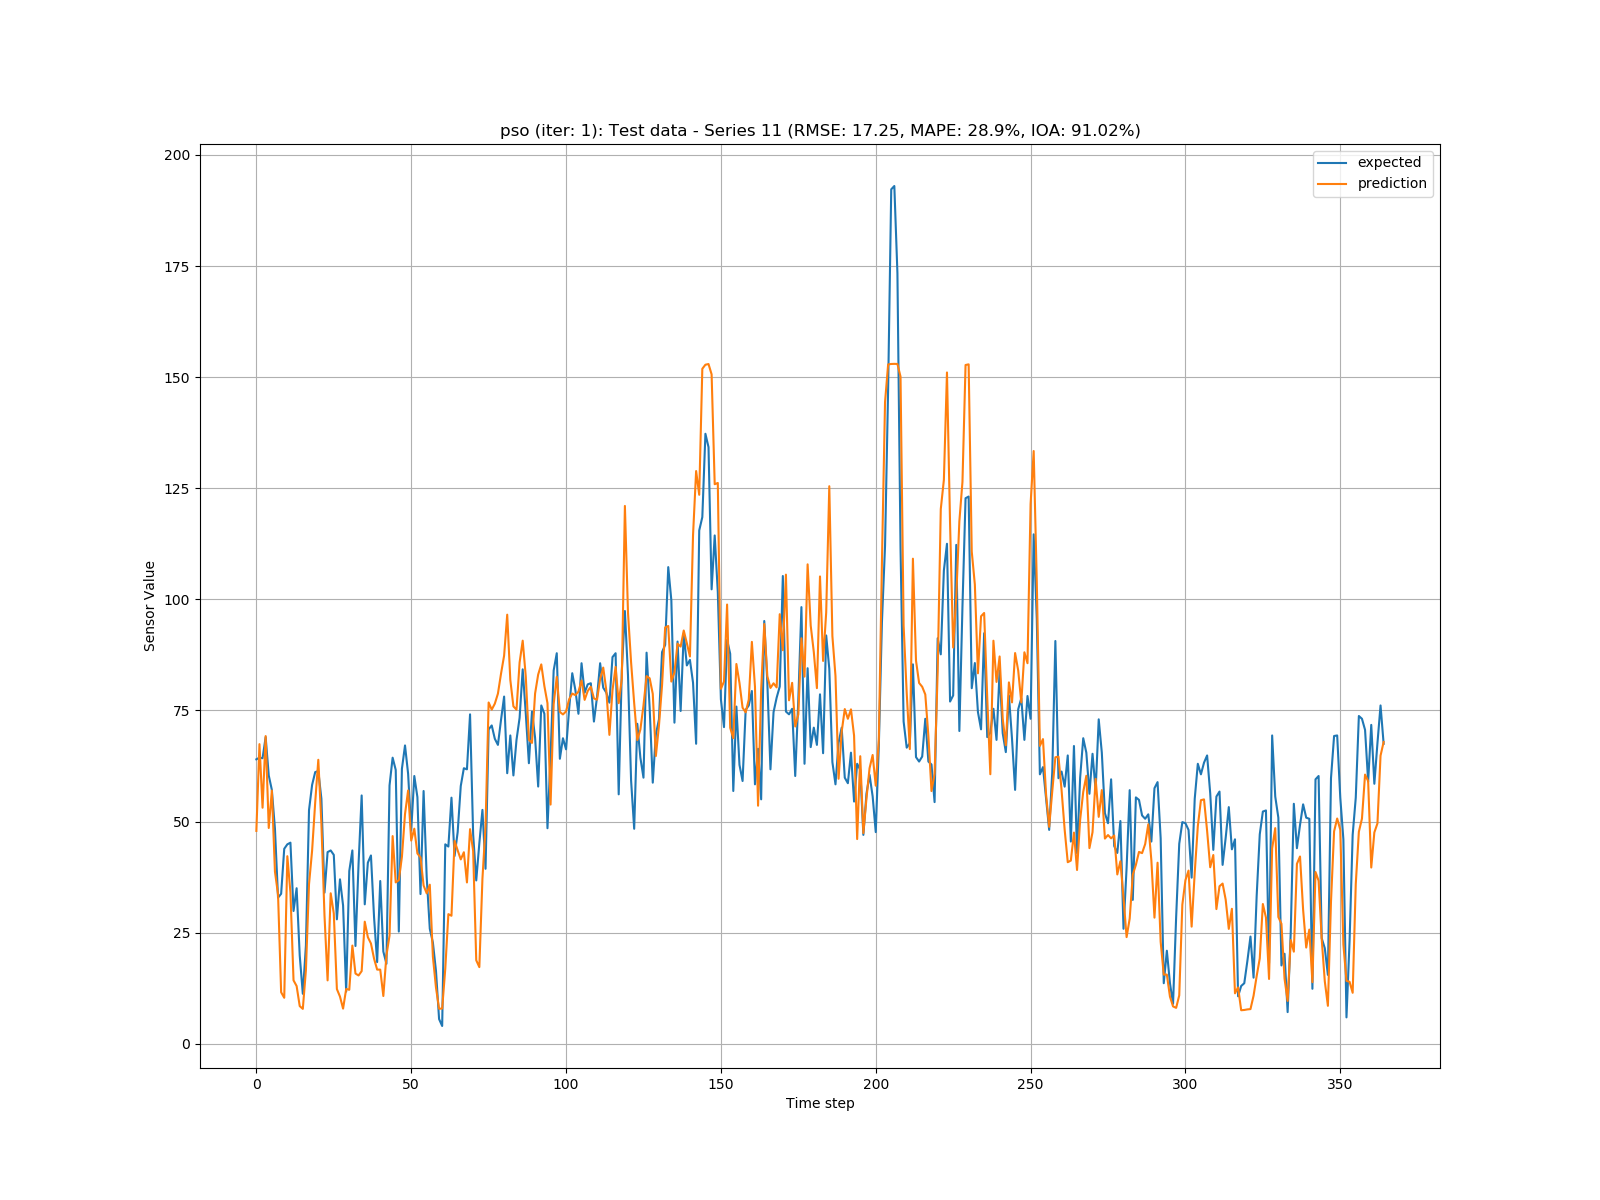 pso (iter: 1): Test data - Series 11 (RMSE: 17.25, MAPE: 28.9%, IOA: 91.02%)
expected
prediction
200
175
150
125
100
75
50
25
0
Sensor Value
0 50 100 150 200 250 300 350
Time step